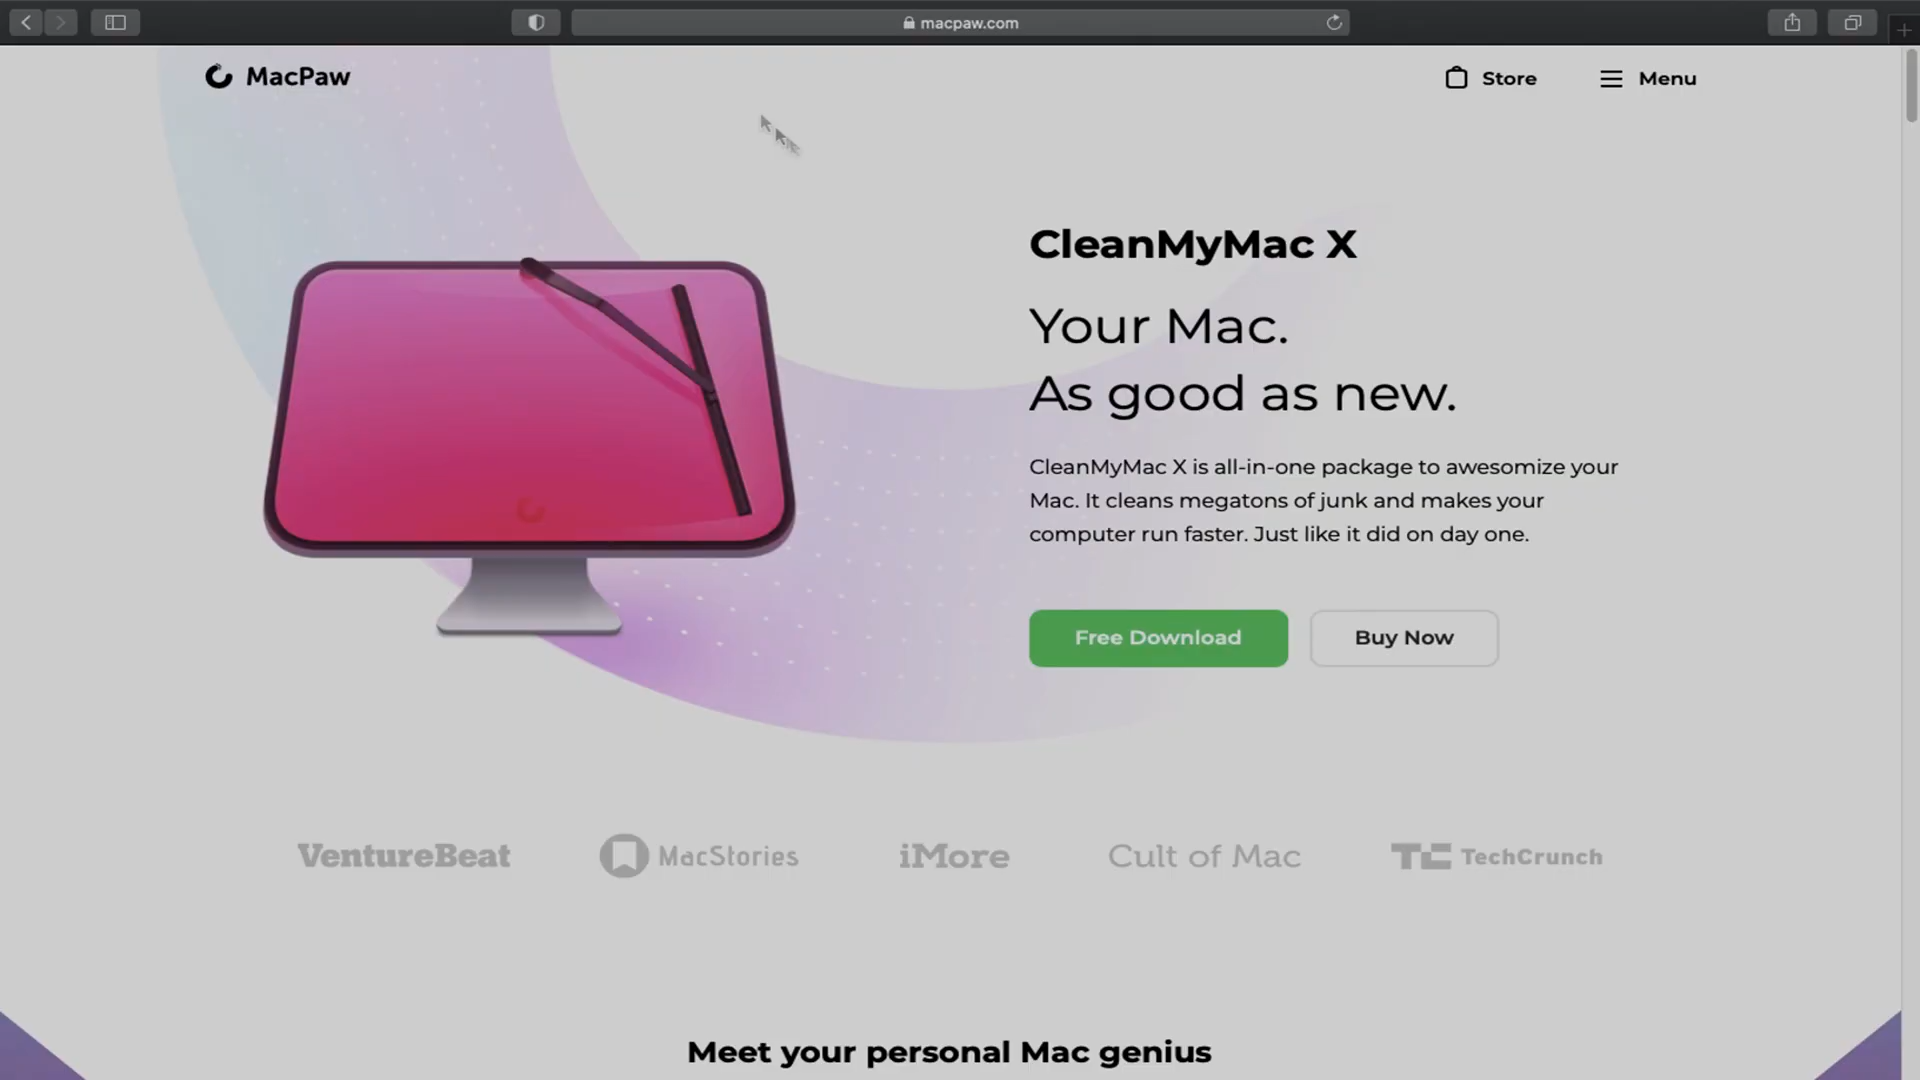 macpaw.com
MacPaw
Store
Menu
CleanMyMac X
Your Mac.
As good as new.
CleanMyMac X is all-in-one package to awesomize your
Mac. It cleans megatons of junk and makes your
computer run faster. Just like it did on day one.
Free Download
Buy Now
VentureBeat
MacStories
iMore
Cult of Mac
TC TechCrunch
Meet your personal Mac genius